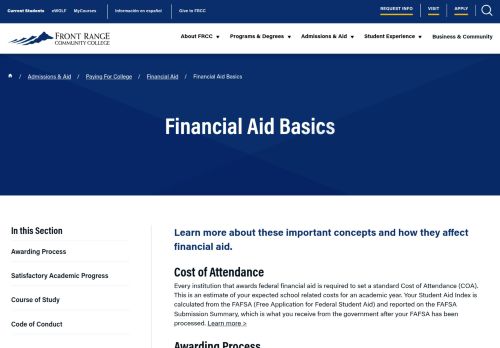 Current Students eWOLF MyCourses Información en español Give to FRCC REQUEST INFO VISIT APPLY
FRONT RANGE
COMMUNITY COLLEGE
About FRCC Programs & Degrees Admissions & Aid Student Experience Business & Community
/ Admissions & Aid / Paying For College / Financial Aid / Financial Aid Basics
Financial Aid Basics
In this Section
Awarding Process
Satisfactory Academic Progress
Course of Study
Code of Conduct
Learn more about these important concepts and how they affect
financial aid.
Cost of Attendance
Every institution that awards federal financial aid is required to set a standard Cost of Attendance (COA).
This is an estimate of your expected school related costs for an academic year. Your Student Aid Index is
calculated from the FAFSA (Free Application for Federal Student Aid) and reported on the FAFSA
Submission Summary, which is what you receive from the government after your FAFSA has been
processed. Learn more >
Awarding Process